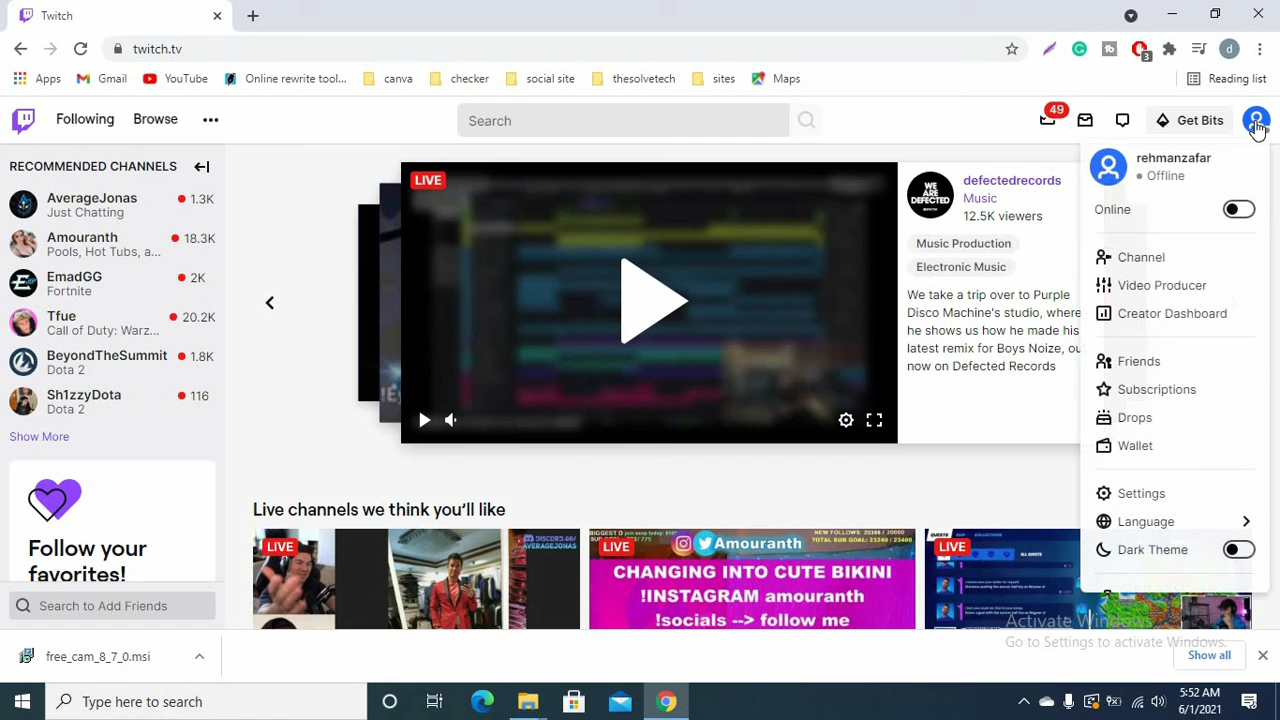 Twitch
twitch.tv
3
d
Apps
Gmail
YouTube
Online rewrite tool...
canva
checker
social site
thesolvetech
sites
Maps
Reading list
Following
Browse
Search
49
Get Bits
RECOMMENDED CHANNELS
AverageJonas
1.3K
Just Chatting
Amouranth
18.3K
Pools, Hot Tubs, a...
EmadGG
2K
Fortnite
Tfue
20.2K
Call of Duty: Warz...
BeyondTheSummit
1.8K
Dota 2
Sh1zzyDota
116
Dota 2
Show More
Follow yo
favorites!
Search to Add Friends
LIVE
WE ARE DEFECTED
defectedrecords
Music
12.5K viewers
Music Production
Electronic Music
We take a trip over to Purple
Disco Machine's studio, where
he shows us how he made his
latest remix for Boys Noize, ou
now on Defected Records
rehmanzafar
Offline
Online
Channel
Video Producer
Creator Dashboard
Friends
Subscriptions
Drops
Wallet
Settings
Language
Dark Theme
Live channels we think you'll like
LIVE
DISCORD.GG/
AVERAGEJONAS
LIVE
Amouranth
CHANGING INTO CUTE BIKINI
!INSTAGRAM amouranth
!socials --> follow me
LIVE
Activate Windows
Go to Settings to activate Windows.
free_cam_8_7_0.msi
Show all
Type here to search
5:52 AM
6/1/2021